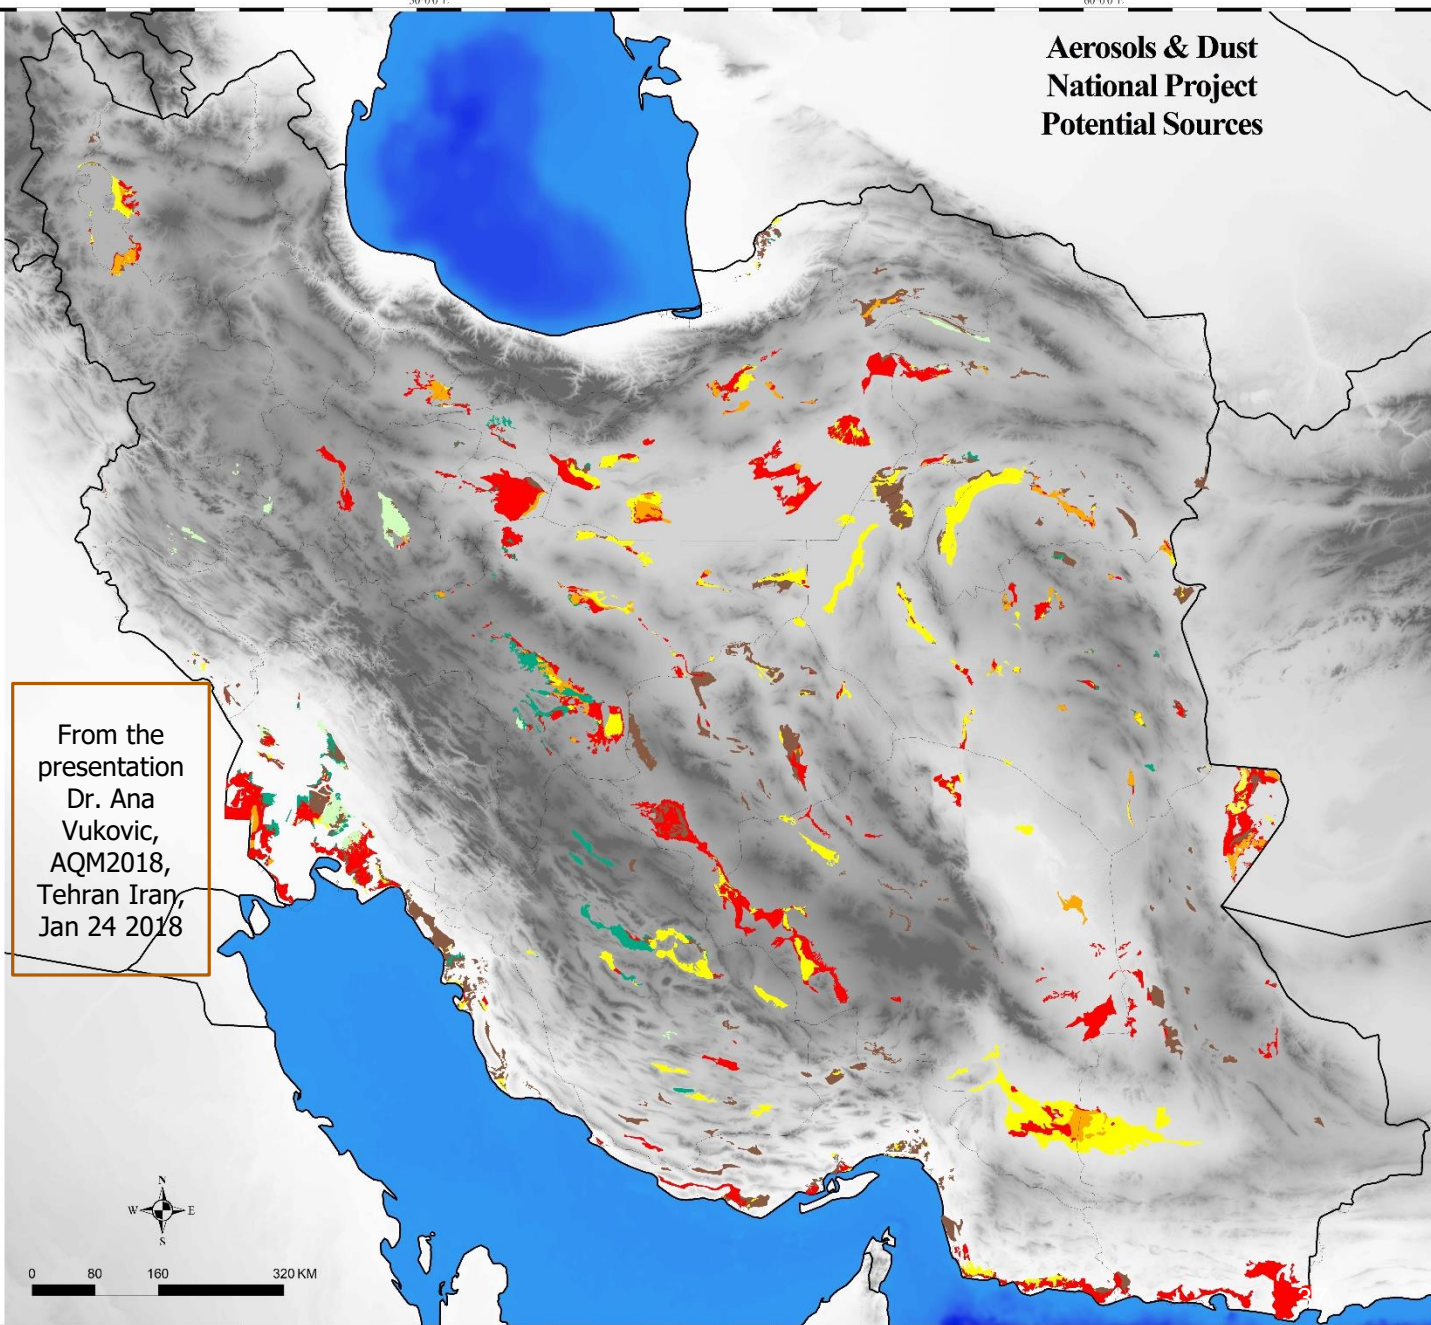 Aerosols & Dust
National Project
Potential Sources
From the
presentation
Dr. Ana
Vukovic,
AQM2018,
Tehran Iran,
Jan 24 2018
N
W E
S
0 80 160 320 KM